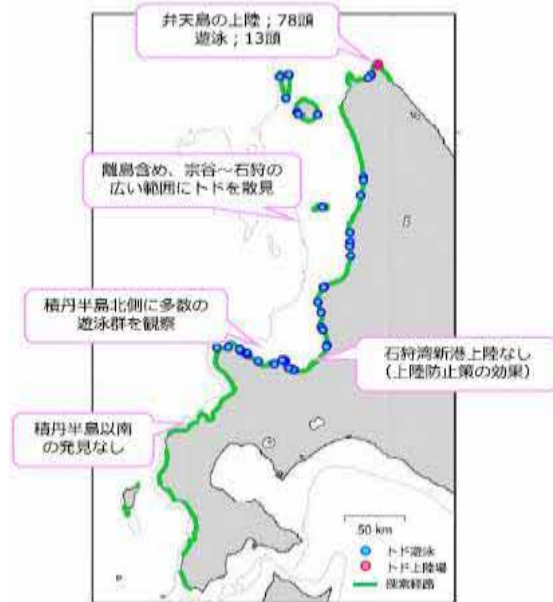 弁天島の上陸；78頭
遊泳；13頭
離島含め、宗谷～石狩の
広い範囲にトドを散見
積丹半島北側に多数の
遊泳群を観察
石狩湾新港上陸なし
（上陸防止策の効果）
積丹半島以南
の発見なし
50 km
トド遊泳
トド上陸場
探索経路